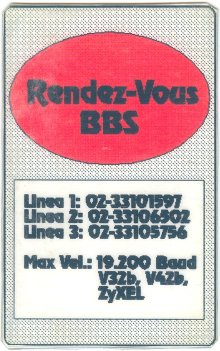 Rendez-Vous
BBS
Linea 1: 02-33101597
Linea 2: 02-33106502
Linea 3: 02-33105756
Max Vel.: 19.200 Baud
V32b, V42b,
ZyXEL